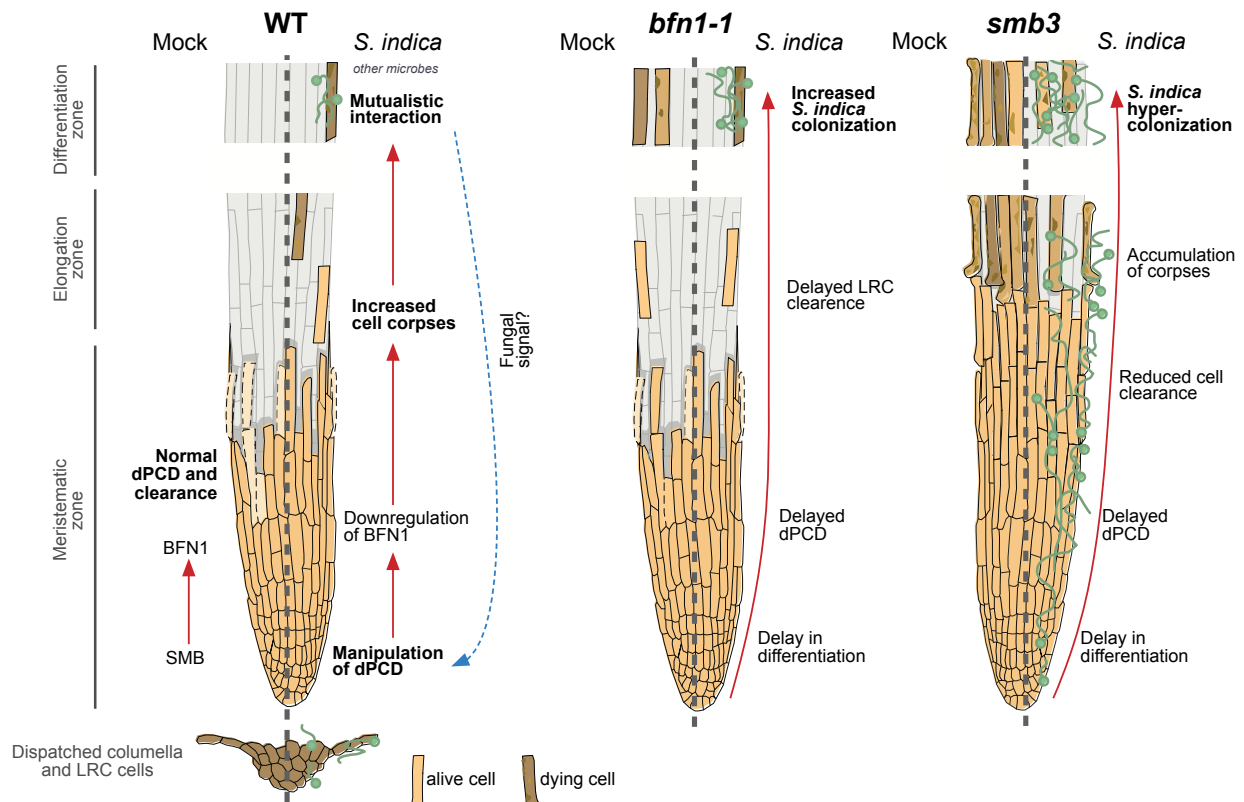 WT
Mock
S. indica
other microbes
Mutualistic
interaction
Increased
cell corpses
Fungal
signal?
Normal
dPCD and
clearance
Downregulation
of BFN1
BFN1
SMB
Manipulation
of dPCD
Differentiation
zone
Elongation
zone
Meristematic
zone
Dispatched columella
and LRC cells
alive cell
dying cell
bfn1-1
Mock
S. indica
Increased
S. indica
colonization
Delayed LRC
clearence
Delayed
dPCD
Delay in
differentiation
smb3
Mock
S. indica
S. indica
hyper-
colonization
Accumulation
of corpses
Reduced cell
clearance
Delayed
dPCD
Delay in
differentiation